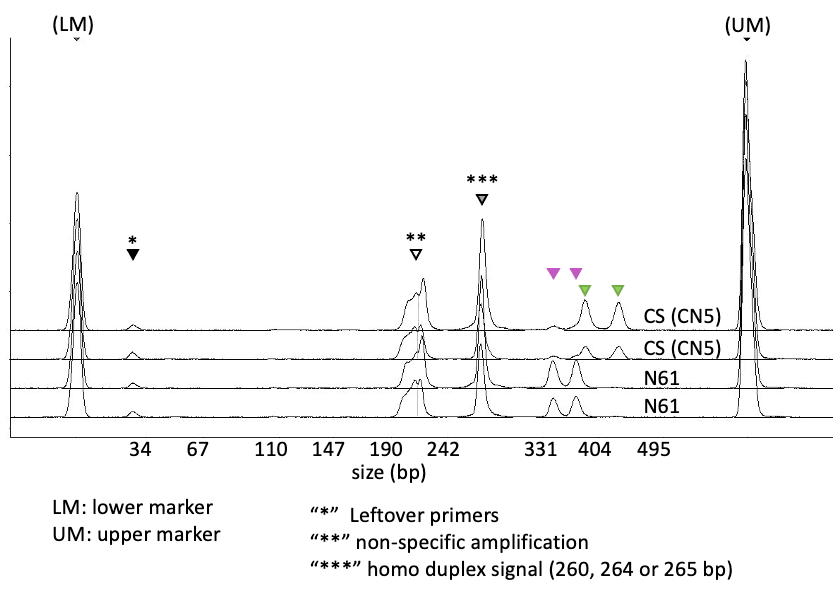 (LM) (UM)
***
* **
CS (CN5)
CS (CN5)
N61
N61
34 67 110 147 190 242 331 404 495
size (bp)
LM: lower marker
UM: upper marker
“*” Leftover primers
“**” non-specific amplification
“***” homo duplex signal (260, 264 or 265 bp)